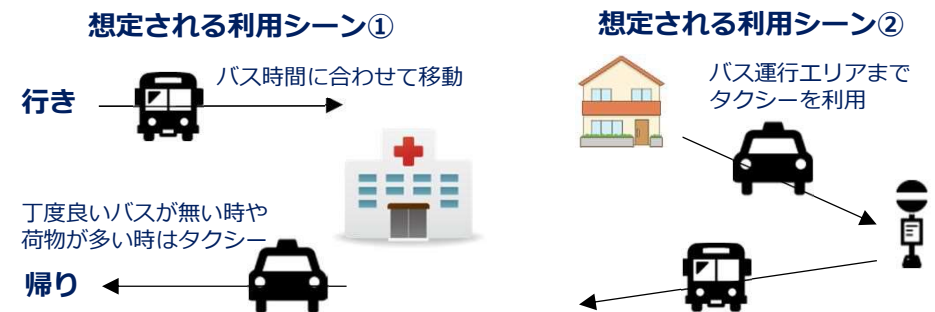 想定される利用シーン①
バス時間に合わせて移動
行き
丁度良いバスが無い時や
荷物が多い時はタクシー
帰り
想定される利用シーン②
バス運行エリアまで
タクシーを利用